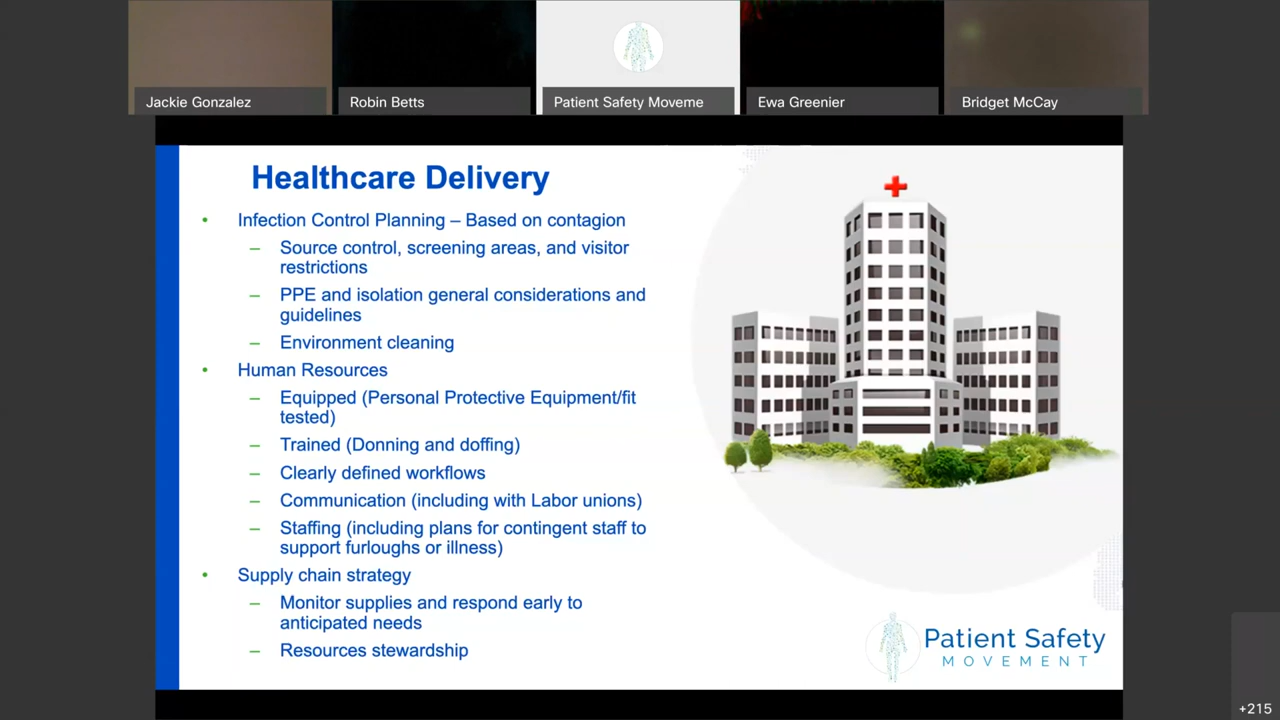 Jackie Gonzalez
Robin Betts
Patient Safety Moveme
Ewa Greenier
Bridget McCay
Healthcare Delivery
• Infection Control Planning – Based on contagion
– Source control, screening areas, and visitor
restrictions
– PPE and isolation general considerations and
guidelines
– Environment cleaning
• Human Resources
– Equipped (Personal Protective Equipment/fit
tested)
– Trained (Donning and doffing)
– Clearly defined workflows
– Communication (including with Labor unions)
– Staffing (including plans for contingent staff to
support furloughs or illness)
• Supply chain strategy
– Monitor supplies and respond early to
anticipated needs
– Resources stewardship
Patient Safety
MOVEMENT
+215